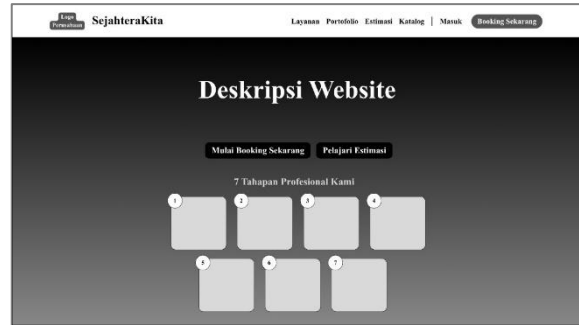 Logo
Perusahaan
SejahteraKita
Layanan Portofolio Estimasi Katalog | Masuk Booking Sekarang
Deskripsi Website
Mulai Booking Sekarang Pelajari Estimasi
7 Tahapan Profesional Kami
1 2 3 4
5 6 7